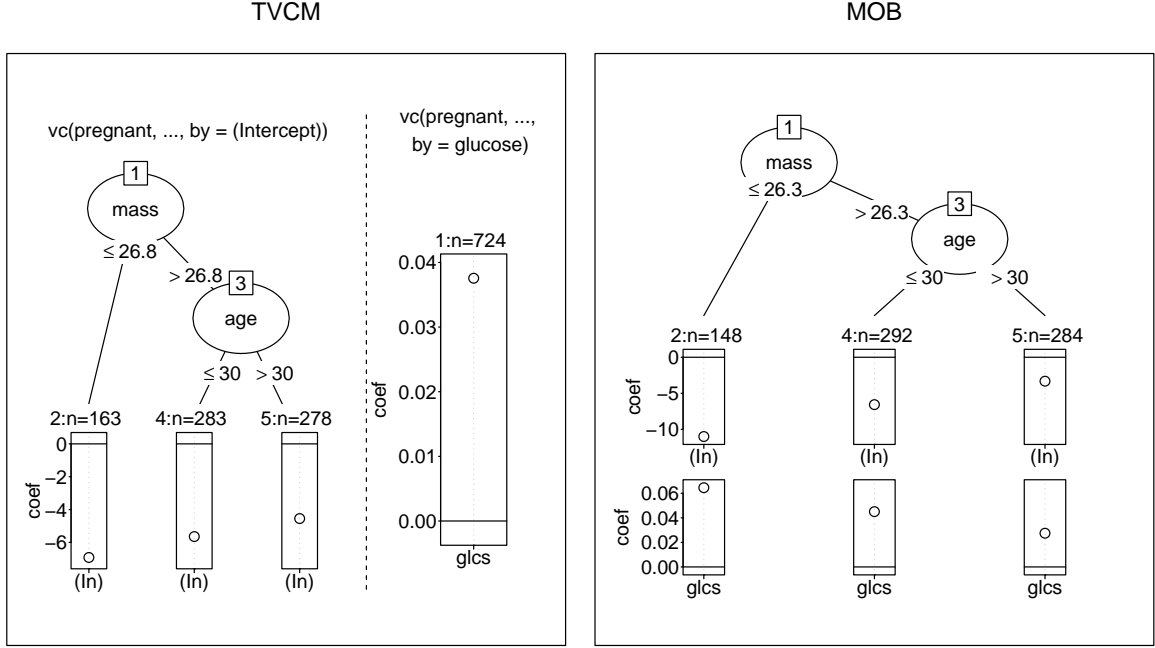 TVCM
MOB
vc(pregnant, ..., by = (Intercept))
1
mass
≤ 26.8
> 26.8
3
age
≤ 30
> 30
2:n=163
4:n=283
5:n=278
0
−2
−4
−6
coef
(In)
(In)
(In)
vc(pregnant, ...,
by = glucose)
1:n=724
0.04
0.03
0.02
0.01
0.00
coef
glcs
1
mass
≤ 26.3
> 26.3
3
age
≤ 30
> 30
2:n=148
4:n=292
5:n=284
0
−5
−10
coef
(In)
(In)
(In)
0.06
0.04
0.02
0.00
coef
glcs
glcs
glcs